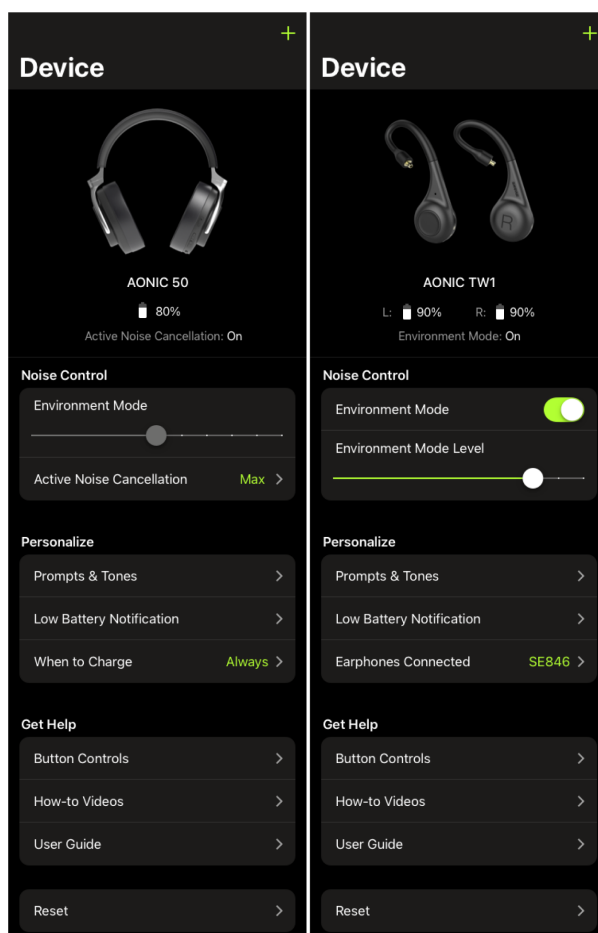 +
Device
AONIC 50
80%
Active Noise Cancellation: On
Noise Control
Environment Mode
Active Noise Cancellation Max >
Personalize
Prompts & Tones >
Low Battery Notification >
When to Charge Always >
Get Help
Button Controls >
How-to Videos >
User Guide >
Reset >
+
Device
R
AONIC TW1
L: 90% R: 90%
Environment Mode: On
Noise Control
Environment Mode
Environment Mode Level
Personalize
Prompts & Tones >
Low Battery Notification >
Earphones Connected SE846 >
Get Help
Button Controls >
How-to Videos >
User Guide >
Reset >